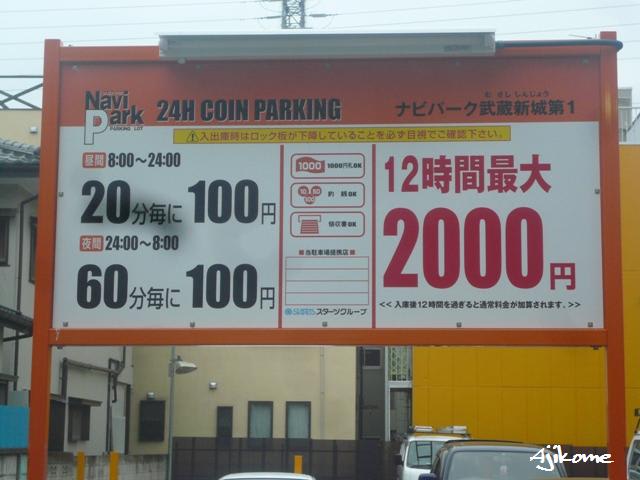 Navi
Park
PARKING LOT
24H COIN PARKING
むさししんじょう
ナビパーク武蔵新城第1
入出庫時はロック板が下降していることを必ず目視でご確認下さい。
昼間 8:00～24:00
20分毎に 100円
夜間 24:00～8:00
60分毎に 100円
1000 1000円札OK
10 50 100 釣銭OK
領収書OK
■当駐車場提携店■
スターツグループ
12時間最大
2000円
<< 入庫後12時間を過ぎると通常料金が加算されます。 >>
Ajikome